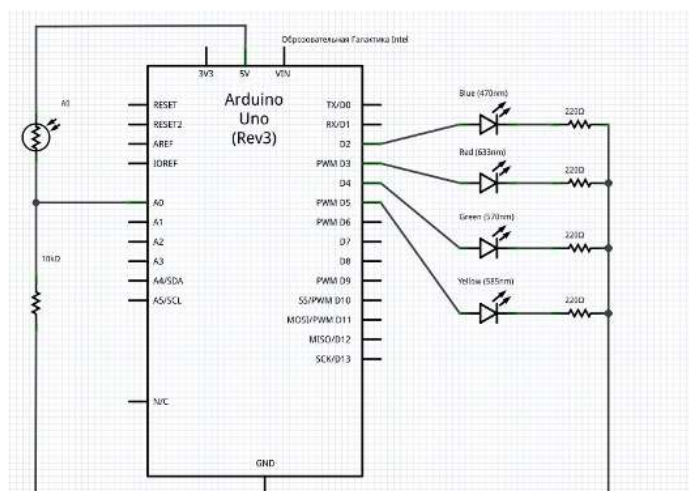 Образовательная Галактика Intel
3V3
5V
VIN
Arduino
Uno
(Rev3)
A0
RESET
RESET2
AREF
IOREF
A0
A1
A2
A3
A4/SDA
A5/SCL
N/C
GND
TX/D0
RX/D1
D2
PWM D3
D4
PWM D5
PWM D6
D7
D8
PWM D9
SS/PWM D10
MOSI/PWM D11
MISO/D12
SCK/D13
10kΩ
Blue (470nm)
220Ω
Red (633nm)
220Ω
Green (570nm)
220Ω
Yellow (585nm)
220Ω